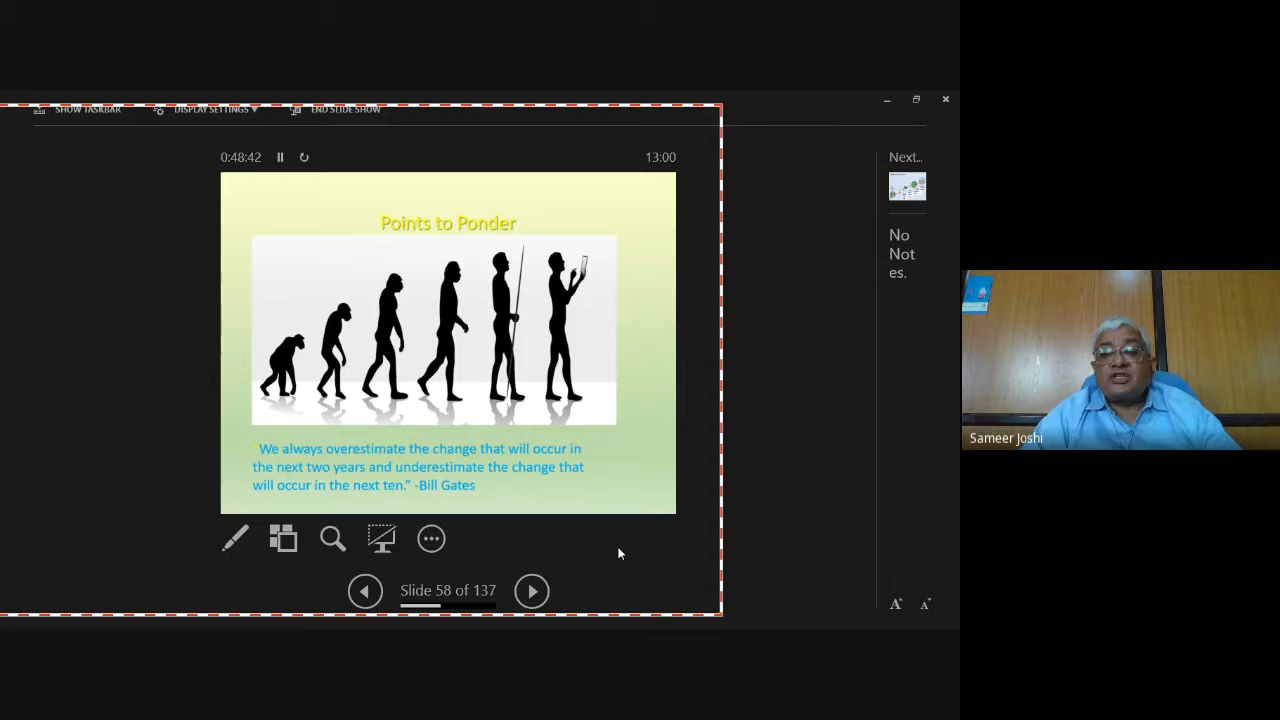 SHOW TASKBAR DISPLAY SETTINGS ▾ END SLIDE SHOW
0:48:42 13:00
Next...
Points to Ponder
No
Not
es.
"We always overestimate the change that will occur in
the next two years and underestimate the change that
will occur in the next ten.” -Bill Gates
Sameer Joshi
Slide 58 of 137
A A